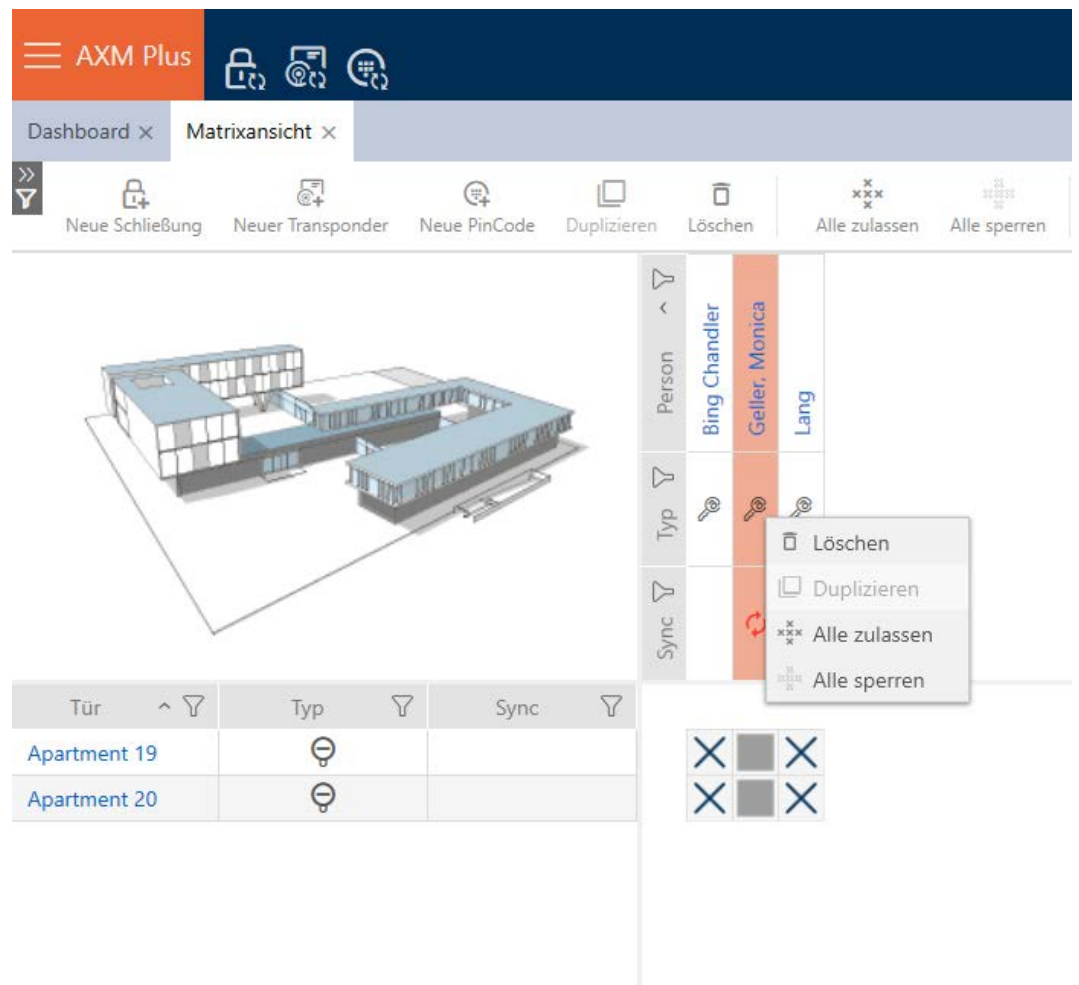 AXM Plus
Dashboard × Matrixansicht ×
Neue Schließung Neuer Transponder Neue PinCode Duplizieren Löschen Alle zulassen Alle sperren
Person
Bing Chandler
Geller, Monica
Lang
Typ
Sync
Löschen
Duplizieren
Alle zulassen
Alle sperren
Tür Typ Sync
Apartment 19
Apartment 20